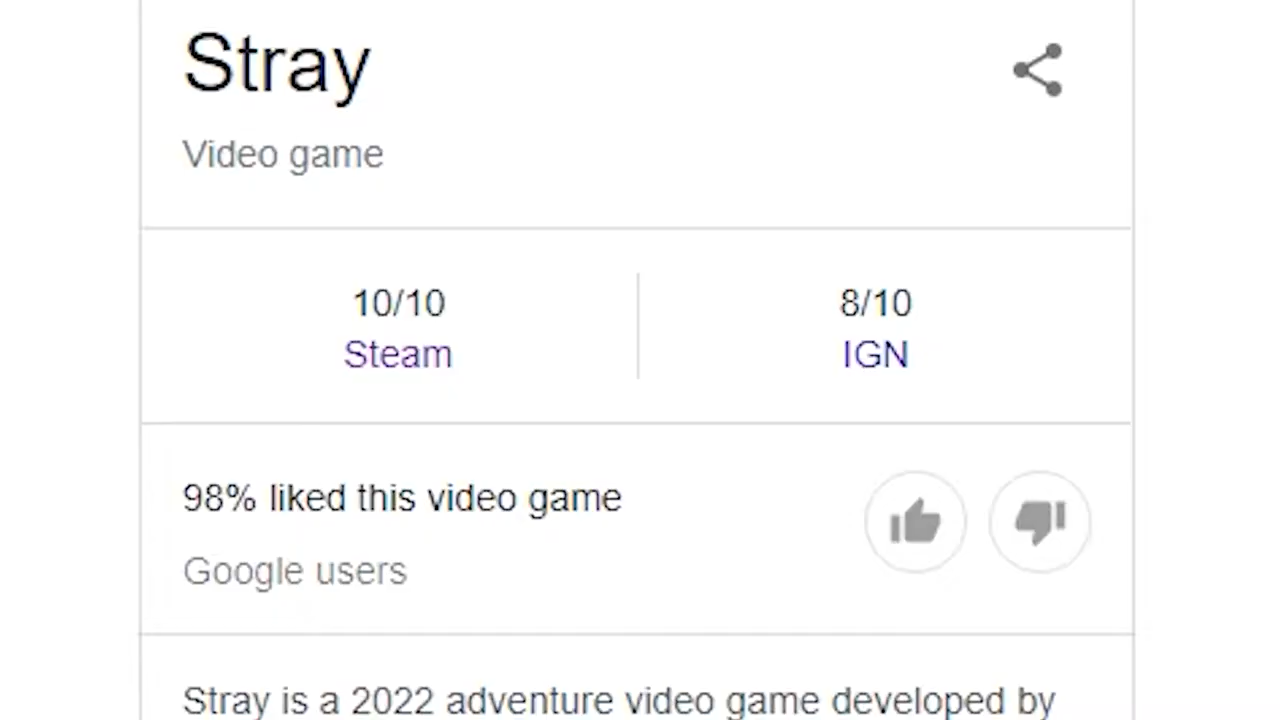 Stray
Video game
10/10
8/10
Steam
IGN
98% liked this video game
Google users
Stray is a 2022 adventure video game developed by